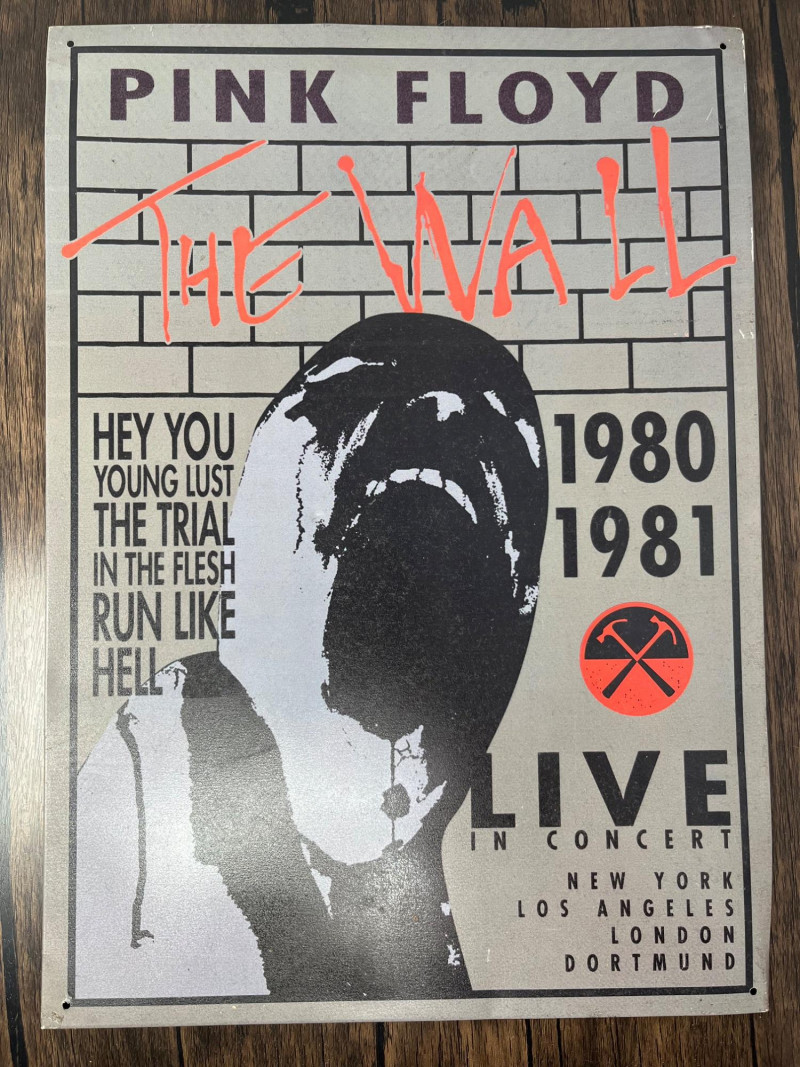 PINK FLOYD
THE WALL
HEY YOU
YOUNG LUST
THE TRIAL
IN THE FLESH
RUN LIKE
HELL
1980
1981
LIVE
IN CONCERT
NEW YORK
LOS ANGELES
LONDON
DORTMUND